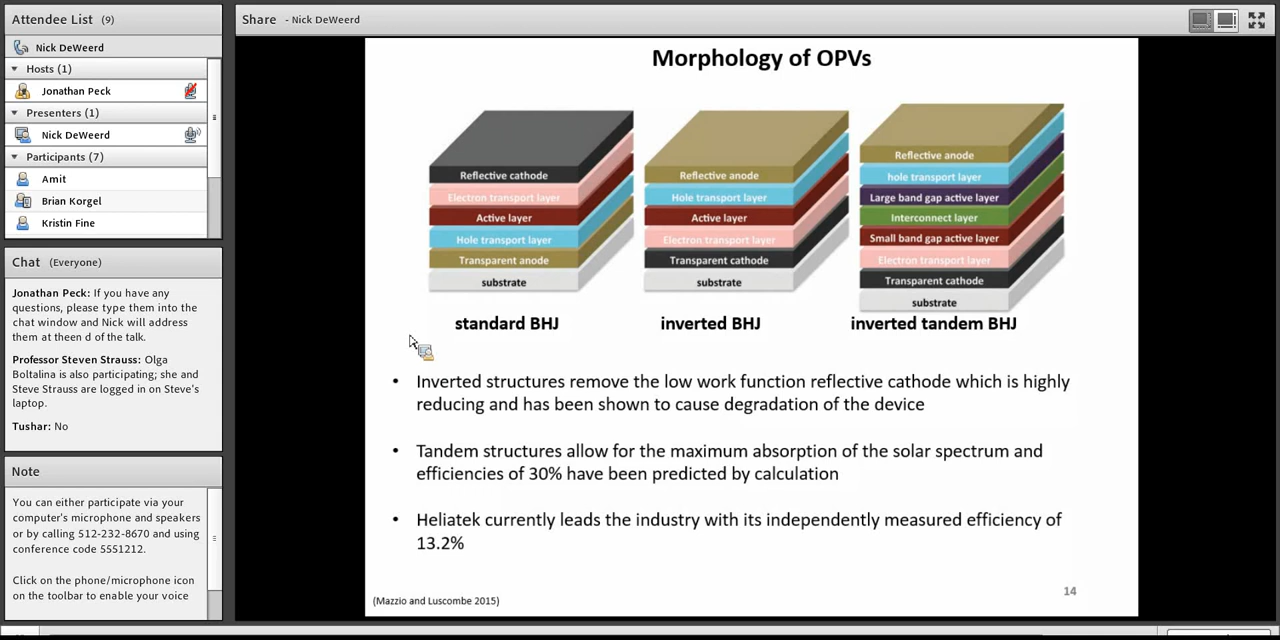 Attendee List (9)
Nick DeWeerd
Hosts (1)
Jonathan Peck
Presenters (1)
Nick DeWeerd
Participants (7)
Amit
Brian Korgel
Kristin Fine
Chat (Everyone)
Jonathan Peck: If you have any
questions, please type them into the
chat window and Nick will address
them at theen d of the talk.
Professor Steven Strauss: Olga
Boltalina is also participating; she
and Steve Strauss are logged in on Steve's
laptop.
Tushar: No
Note
You can either participate via your
computer's microphone and speakers
or by calling 512-232-8670 and using
conference code 5551212.
Click on the phone/microphone icon
on the toolbar to enable your voice
Share - Nick DeWeerd
Morphology of OPVs
Reflective cathode
Electron transport layer
Active layer
Hole transport layer
Transparent anode
substrate
standard BHJ
Reflective anode
Hole transport layer
Active layer
Electron transport layer
Transparent cathode
substrate
inverted BHJ
Reflective anode
hole transport layer
Large band gap active layer
Interconnect layer
Small band gap active layer
Electron transport layer
Transparent cathode
substrate
inverted tandem BHJ
• Inverted structures remove the low work function reflective cathode which is highly
reducing and has been shown to cause degradation of the device
• Tandem structures allow for the maximum absorption of the solar spectrum and
efficiencies of 30% have been predicted by calculation
• Heliatek currently leads the industry with its independently measured efficiency of
13.2%
14
(Mazzio and Luscombe 2015)